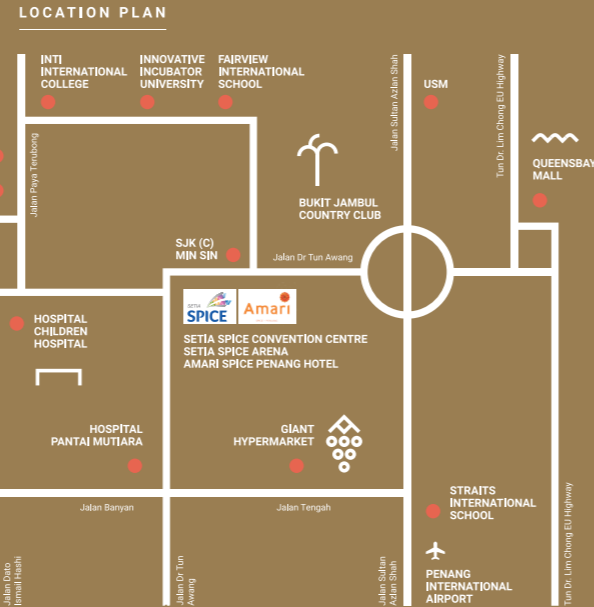 LOCATION PLAN
INTI
INTERNATIONAL
COLLEGE
INNOVATIVE
INCUBATOR
UNIVERSITY
FAIRVIEW
INTERNATIONAL
SCHOOL
Jalan Sultan Azlan Shah
USM
Tun Dr. Lim Chong EU Highway
QUEENSBAY
MALL
Jalan Paya Terubong
BUKIT JAMBUL
COUNTRY CLUB
SJK (C)
MIN SIN
Jalan Dr Tun Awang
SETIA
SPICE
Amari
SETIA SPICE CONVENTION CENTRE
SETIA SPICE ARENA
AMARI SPICE PENANG HOTEL
HOSPITAL
CHILDREN
HOSPITAL
HOSPITAL
PANTAI MUTIARA
GIANT
HYPERMARKET
Jalan Banyan
Jalan Tengah
STRAITS
INTERNATIONAL
SCHOOL
PENANG
INTERNATIONAL
AIRPORT
Jalan Dato
Ismail Hashi
Jalan Dr Tun
Awang
Jalan Sultan
Azlan Shah
Tun Dr. Lim Chong EU Highway